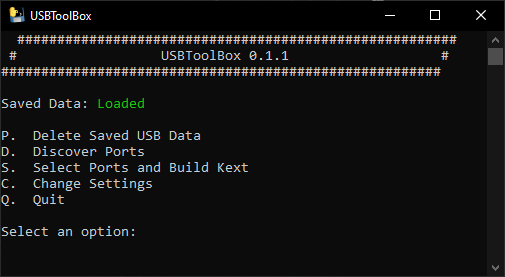 USBToolBox
#######################################################
# USBToolBox 0.1.1 #
#######################################################
Saved Data: Loaded
P. Delete Saved USB Data
D. Discover Ports
S. Select Ports and Build Kext
C. Change Settings
Q. Quit
Select an option: